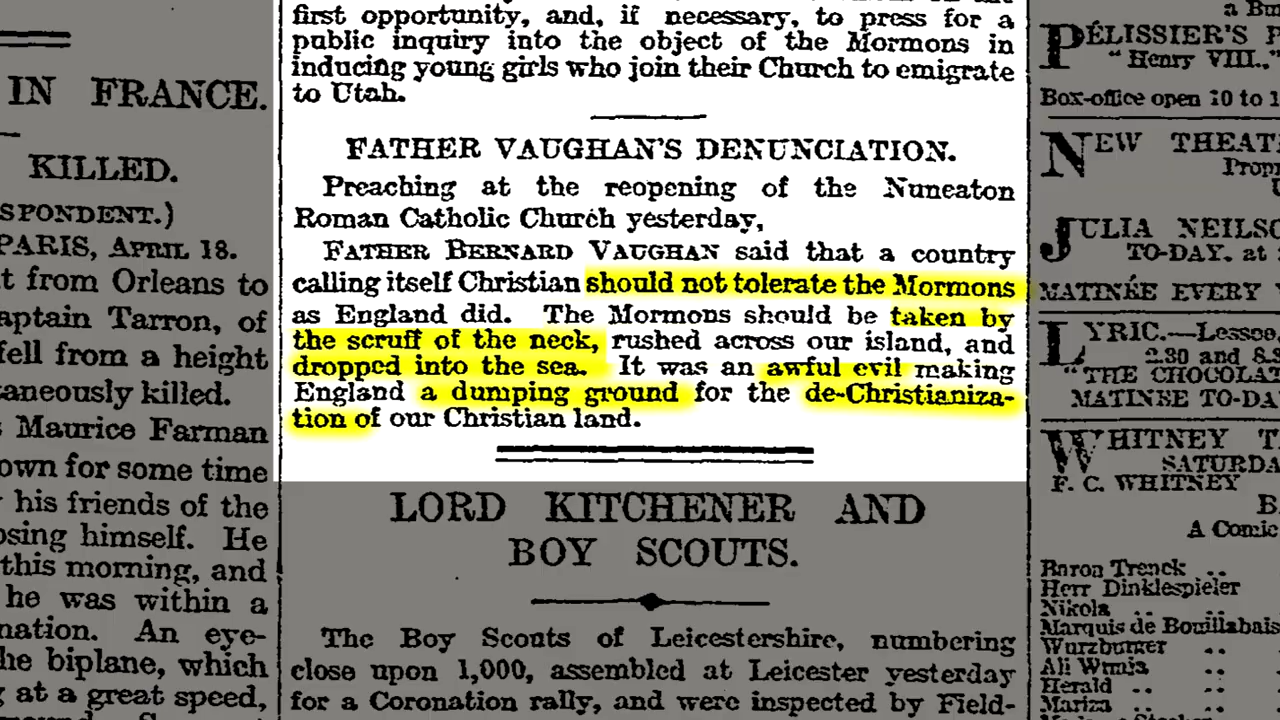 IN FRANCE.
KILLED.
SPONDENT.)
PARIS, APRIL 18.
t from Orleans to
aptain Tarron, of
fell from a height
taneously killed.
s Maurice Farman
own for some time
his friends of the
osing himself. He
this morning, and
he was within a
nation. An eye-
he biplane, which
g at a great speed,
first opportunity, and, if necessary, to press for a
public inquiry into the object of the Mormons in
inducing young girls who join their Church to emigrate
to Utah.
FATHER VAUGHAN'S DENUNCIATION.
Preaching at the reopening of the Nuneaton
Roman Catholic Church yesterday,
FATHER BERNARD VAUGHAN said that a country
calling itself Christian should not tolerate the Mormons
as England did. The Mormons should be taken by
the scruff of the neck, rushed across our island, and
dropped into the sea. It was an awful evil making
England a dumping ground for the de-Christianiza-
tion of our Christian land.
LORD KITCHENER AND
BOY SCOUTS.
The Boy Scouts of Leicestershire, numbering
close upon 1,000, assembled at Leicester yesterday
for a Coronation rally, and were inspected by Field-
a Bu
PÉLISSIER'S F
"Henry VIII.,"
Box-office open 10 to 1
NEW THEAT
Prop
JULIA NEILSO
TO-DAY, at
MATINÉE EVERY
LYRIC.—Lessee,
2.30 and 8.3
"THE CHOCOLAT
MATINEE TO-DA
WHITNEY T
SATURDA
F. C. WHITNEY
B
A Comic
Baron Trenck ..
Herr Dinklespieler
Nikola .. ..
Marquis de Bouillabais
Wurzburger ..
Ali Wmja ..
Herald .. ..
Mariza .. ..